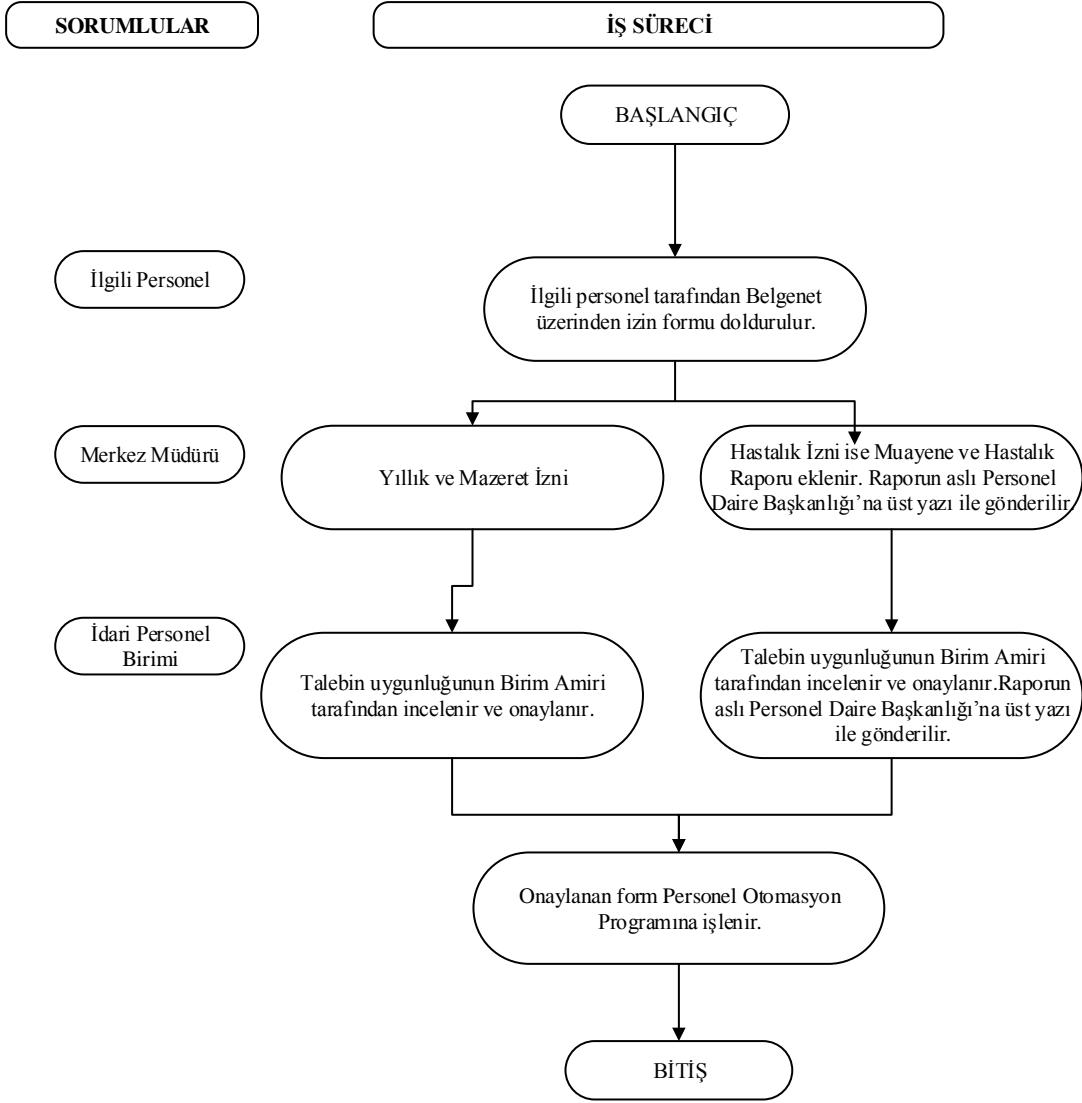 SORUMLULAR
İŞ SÜRECİ
BAŞLANGIÇ
İlgili Personel
İlgili personel tarafından Belgenet
üzerinden izin formu doldurulur.
Merkez Müdürü
Yıllık ve Mazeret İzni
Hastalık İzni ise Muayene ve Hastalık
Raporu eklenir. Raporun aslı Personel
Daire Başkanlığı’na üst yazı ile gönderilir.
İdari Personel
Birimi
Talebin uygunluğunun Birim Amiri
tarafından incelenir ve onaylanır.
Talebin uygunluğunun Birim Amiri
tarafından incelenir ve onaylanır.Raporun
aslı Personel Daire Başkanlığı’na üst yazı
ile gönderilir.
Onaylanan form Personel Otomasyon
Programına işlenir.
BİTİŞ